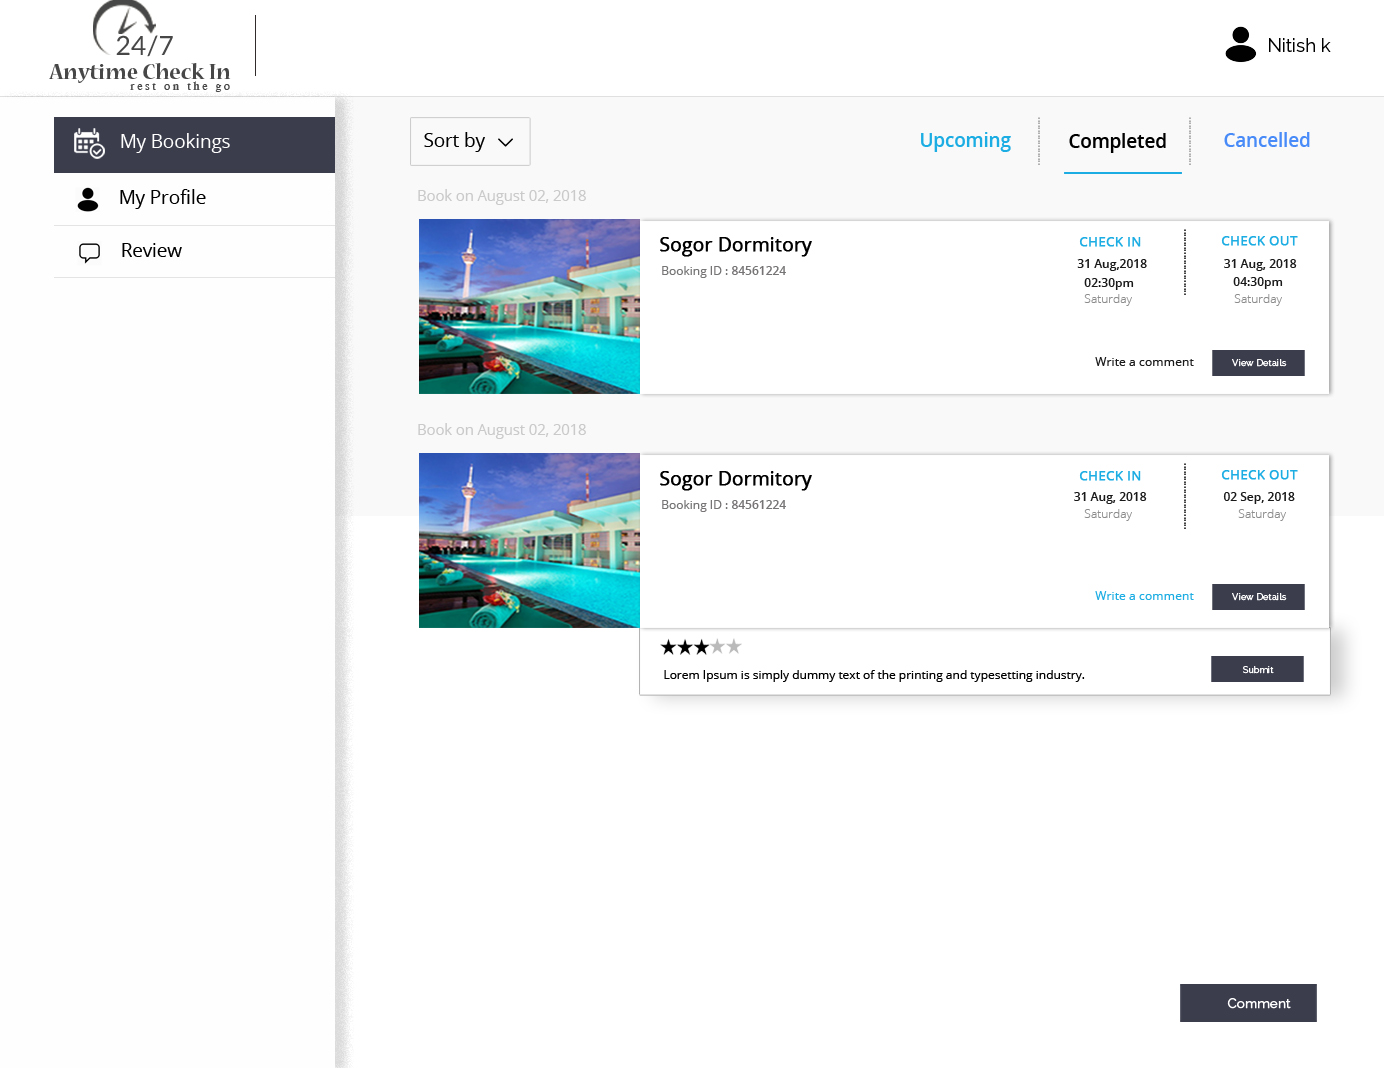 24/7
Anytime Check In
rest on the go
Nitish k
My Bookings
My Profile
Review
Sort by
Upcoming
Completed
Cancelled
Book on August 02, 2018
Sogor Dormitory
Booking ID : 84561224
CHECK IN
31 Aug,2018
02:30pm
Saturday
CHECK OUT
31 Aug, 2018
04:30pm
Saturday
Write a comment
View Details
Book on August 02, 2018
Sogor Dormitory
Booking ID : 84561224
CHECK IN
31 Aug, 2018
Saturday
CHECK OUT
02 Sep, 2018
Saturday
Write a comment
View Details
Lorem Ipsum is simply dummy text of the printing and typesetting industry.
Submit
Comment